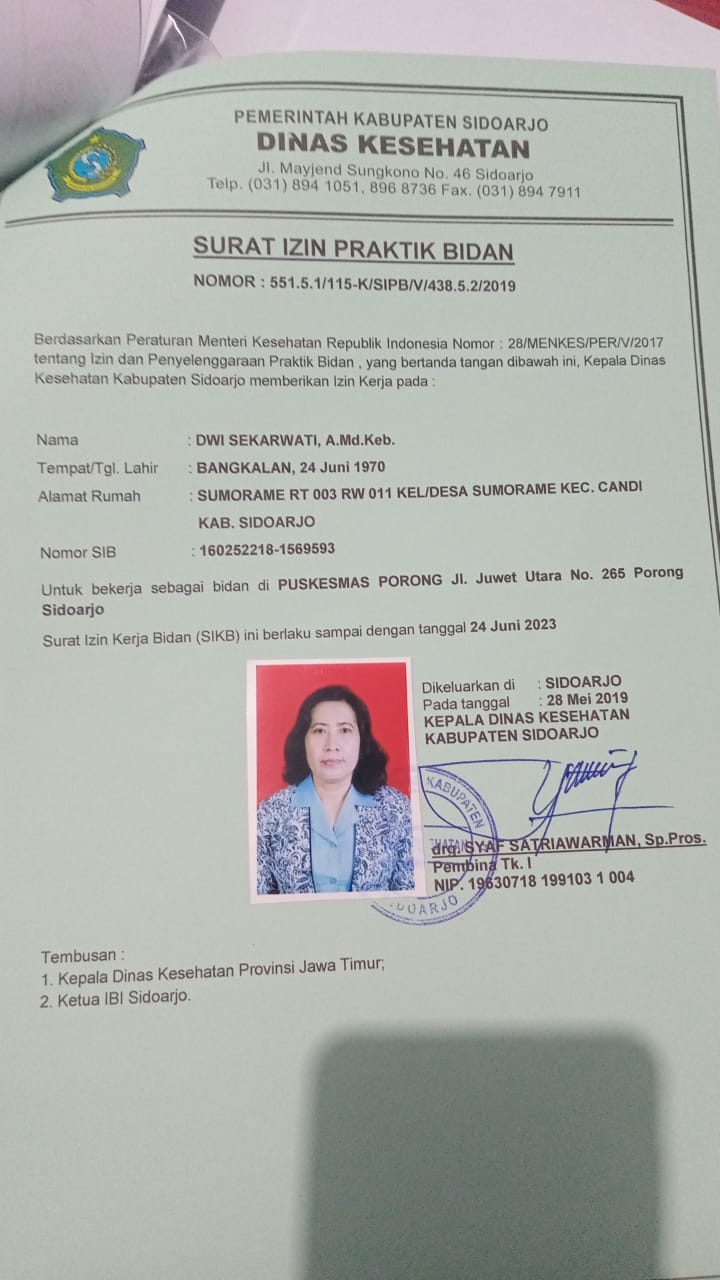 PEMERINTAH KABUPATEN SIDOARJO
DINAS KESEHATAN
Jl. Mayjend Sungkono No. 46 Sidoarjo
Telp. (031) 894 1051, 896 8736 Fax. (031) 894 7911
SURAT IZIN PRAKTIK BIDAN
NOMOR : 551.5.1/115-K/SIPB/V/438.5.2/2019
Berdasarkan Peraturan Menteri Kesehatan Republik Indonesia Nomor : 28/MENKES/PER/V/2017
tentang Izin dan Penyelenggaraan Praktik Bidan , yang bertanda tangan dibawah ini, Kepala Dinas
Kesehatan Kabupaten Sidoarjo memberikan Izin Kerja pada :
Nama : DWI SEKARWATI, A.Md.Keb.
Tempat/Tgl. Lahir : BANGKALAN, 24 Juni 1970
Alamat Rumah : SUMORAME RT 003 RW 011 KEL/DESA SUMORAME KEC. CANDI
KAB. SIDOARJO
Nomor SIB : 160252218-1569593
Untuk bekerja sebagai bidan di PUSKESMAS PORONG Jl. Juwet Utara No. 265 Porong
Sidoarjo
Surat Izin Kerja Bidan (SIKB) ini berlaku sampai dengan tanggal 24 Juni 2023
Dikeluarkan di : SIDOARJO
Pada tanggal : 28 Mei 2019
KEPALA DINAS KESEHATAN
KABUPATEN SIDOARJO
KABUPATEN
drg. SYAF SATRIAWARMAN, Sp.Pros.
Pembina Tk. I
NIP. 19630718 199103 1 004
Tembusan :
1. Kepala Dinas Kesehatan Provinsi Jawa Timur;
2. Ketua IBI Sidoarjo.